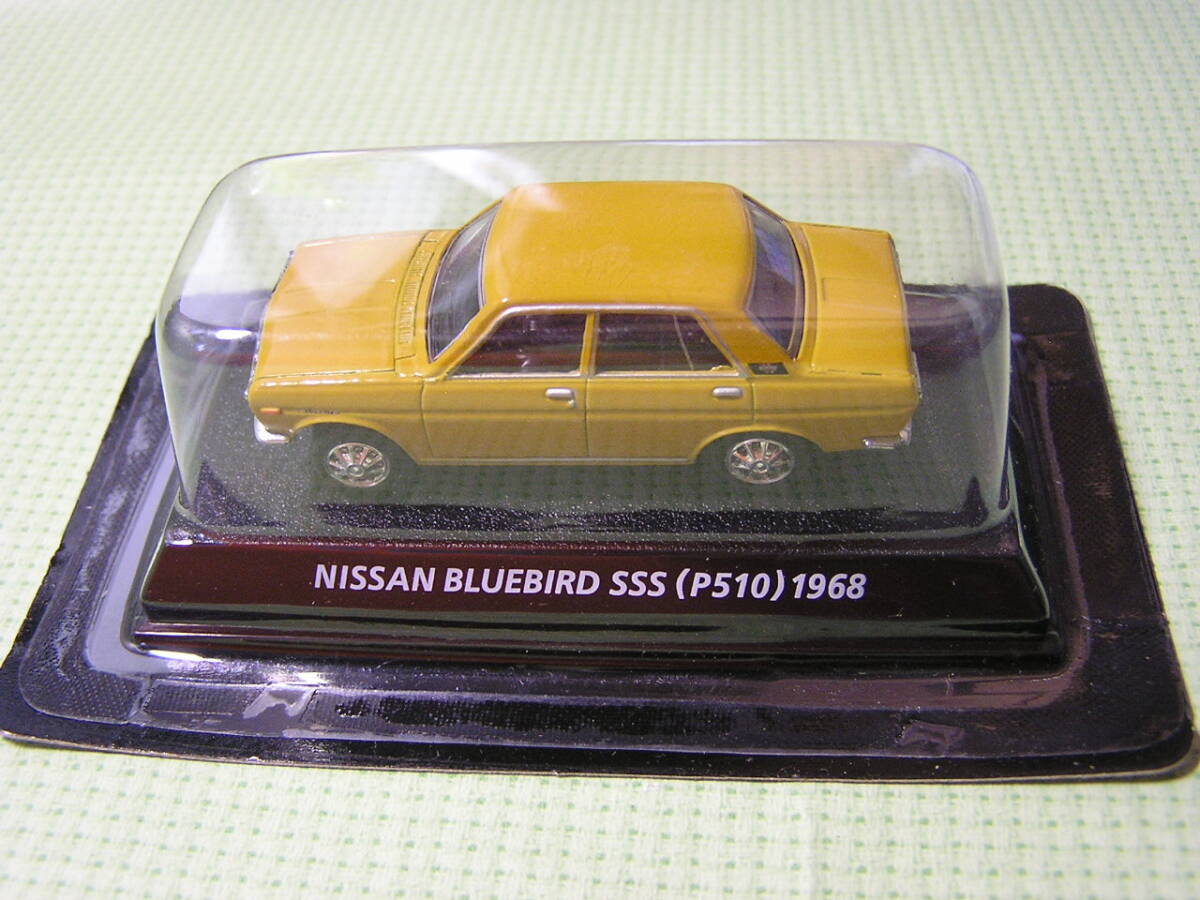 NISSAN BLUEBIRD SSS (P510) 1968